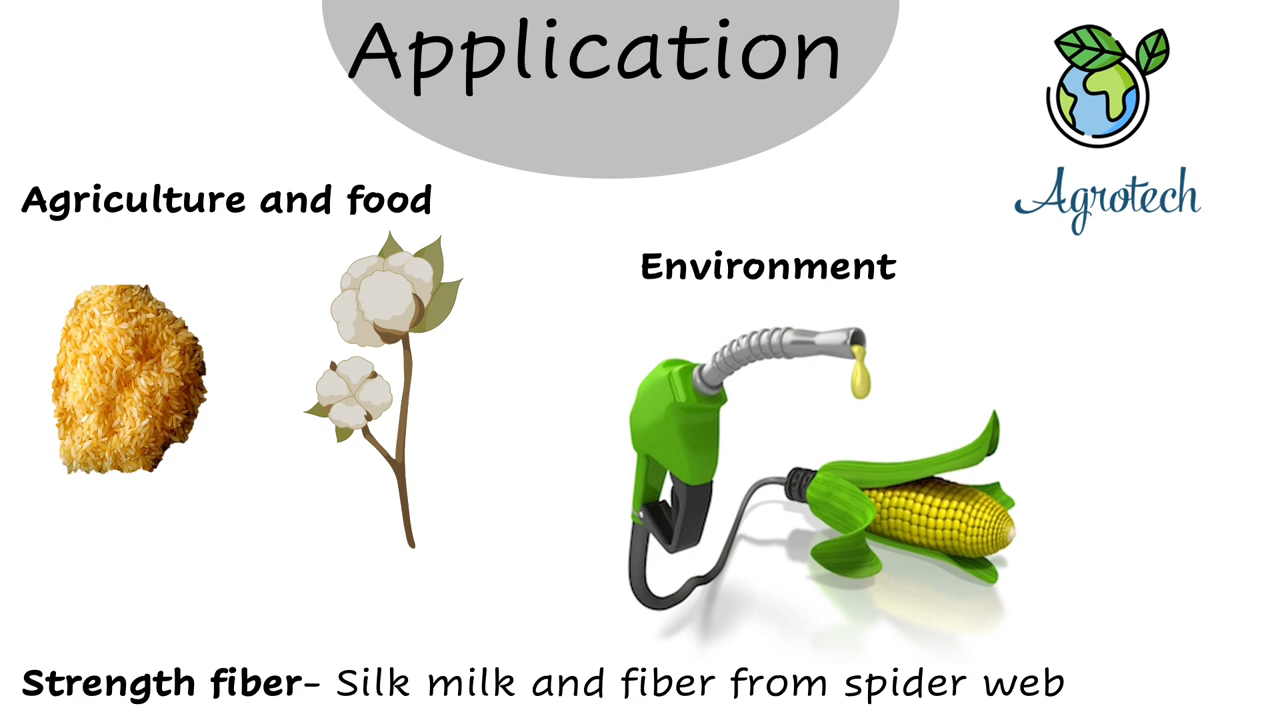 Application
Agrotech
Agriculture and food
Environment
Strength fiber- Silk milk and fiber from spider web